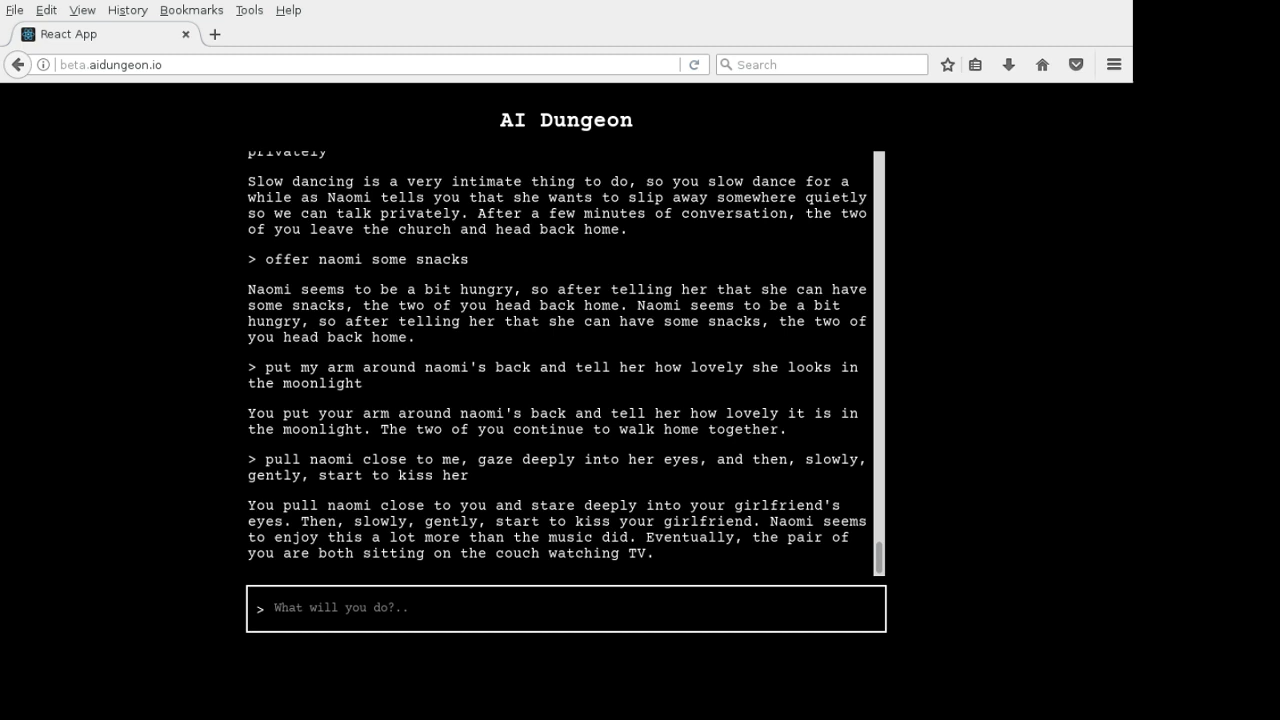 File Edit View History Bookmarks Tools Help
React App
beta.aidungeon.io
Search
AI Dungeon
privately
Slow dancing is a very intimate thing to do, so you slow dance for a
while as Naomi tells you that she wants to slip away somewhere quietly
so we can talk privately. After a few minutes of conversation, the two
of you leave the church and head back home.
> offer naomi some snacks
Naomi seems to be a bit hungry, so after telling her that she can have
some snacks, the two of you head back home. Naomi seems to be a bit
hungry, so after telling her that she can have some snacks, the two of
you head back home.
> put my arm around naomi's back and tell her how lovely she looks in
the moonlight
You put your arm around naomi's back and tell her how lovely it is in
the moonlight. The two of you continue to walk home together.
> pull naomi close to me, gaze deeply into her eyes, and then, slowly,
gently, start to kiss her
You pull naomi close to you and stare deeply into your girlfriend's
eyes. Then, slowly, gently, start to kiss your girlfriend. Naomi seems
to enjoy this a lot more than the music did. Eventually, the pair of
you are both sitting on the couch watching TV.
> What will you do?..